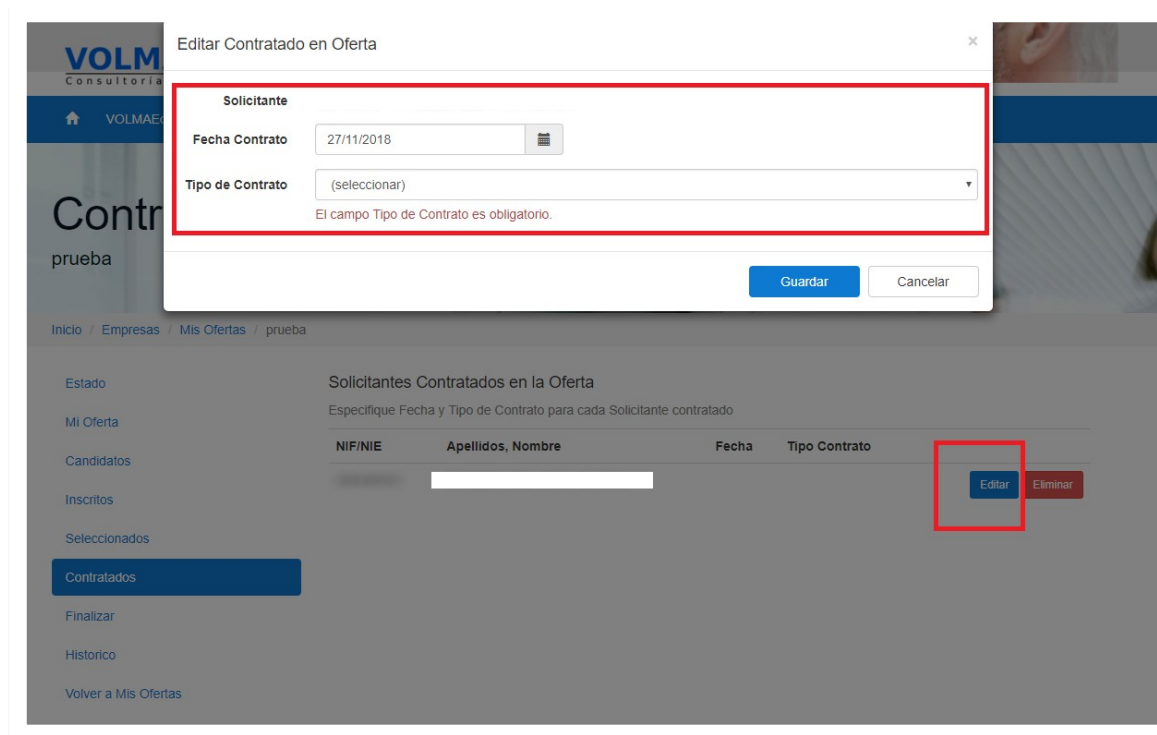 Editar Contratado en Oferta ×
VOLM
Consultoría
Solicitante
VOLMAE
Fecha Contrato 27/11/2018
Tipo de Contrato (seleccionar)
El campo Tipo de Contrato es obligatorio.
Contr
prueba
Guardar Cancelar
Inicio / Empresas / Mis Ofertas / prueba
Estado
Mi Oferta
Candidatos
Inscritos
Seleccionados
Contratados
Finalizar
Historico
Volver a Mis Ofertas
Solicitantes Contratados en la Oferta
Especifique Fecha y Tipo de Contrato para cada Solicitante contratado
NIF/NIE Apellidos, Nombre Fecha Tipo Contrato
Editar Eliminar